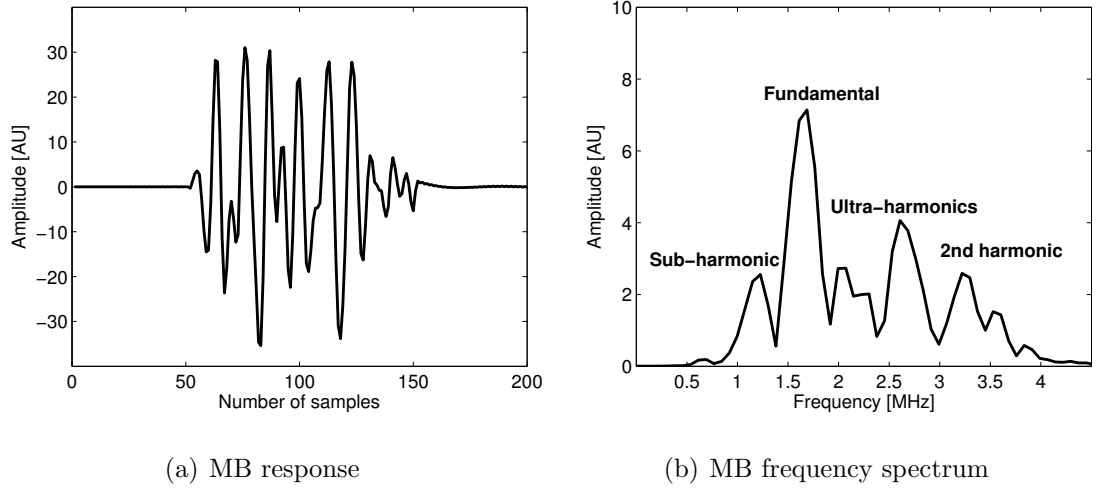 30
20
10
0
−10
−20
−30
0
50
100
150
200
Amplitude [AU]
Number of samples
(a) MB response
10
8
6
4
2
0
0.5
1
1.5
2
2.5
3
3.5
4
Amplitude [AU]
Frequency [MHz]
Fundamental
Ultra−harmonics
Sub−harmonic
2nd harmonic
(b) MB frequency spectrum